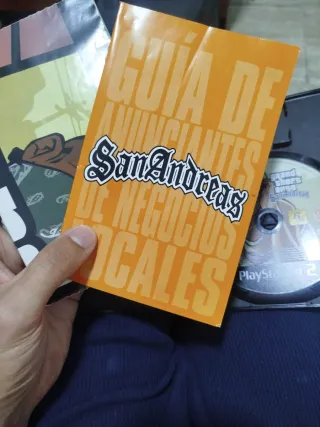 GUÍA DE
ANUNCIANTES
SanAndreas
DE NEGOCIOS
LOCALES
PlayStation 2